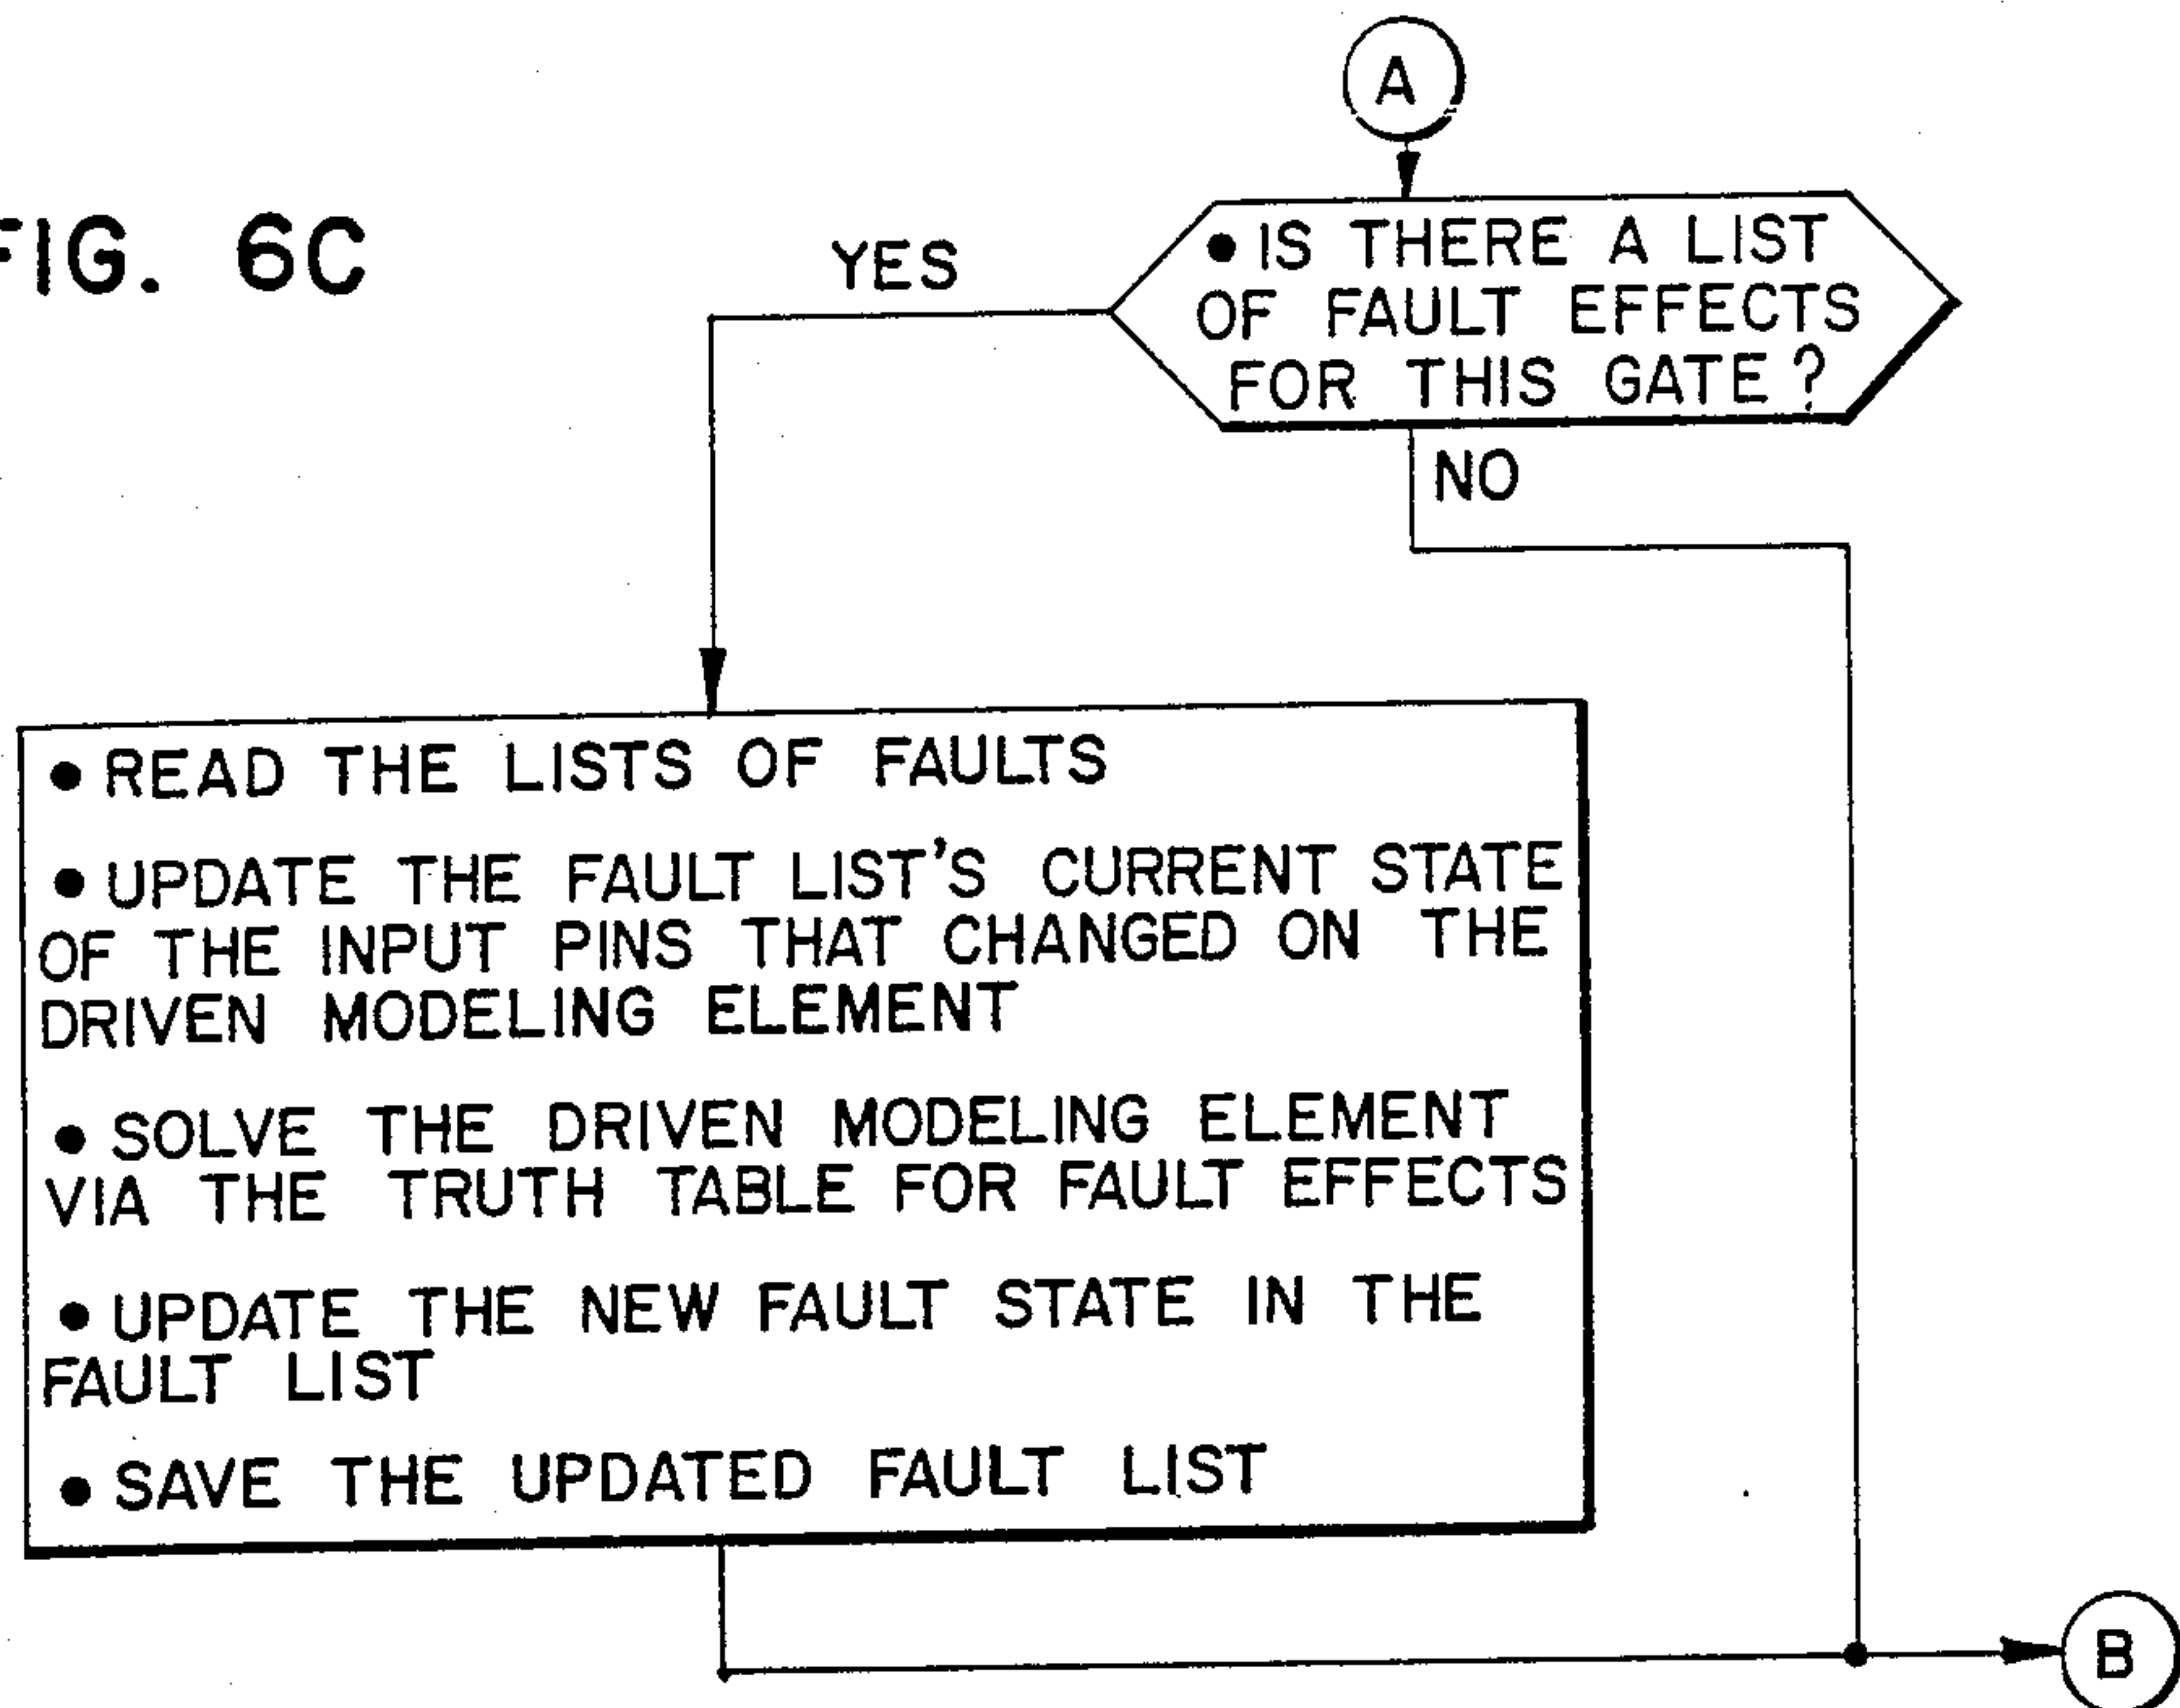 A
FIG. 6C
YES
● IS THERE A LIST
OF FAULT EFFECTS
FOR THIS GATE?
NO
● READ THE LISTS OF FAULTS
● UPDATE THE FAULT LIST'S CURRENT STATE
OF THE INPUT PINS THAT CHANGED ON THE
DRIVEN MODELING ELEMENT
● SOLVE THE DRIVEN MODELING ELEMENT
VIA THE TRUTH TABLE FOR FAULT EFFECTS
● UPDATE THE NEW FAULT STATE IN THE
FAULT LIST
● SAVE THE UPDATED FAULT LIST
B